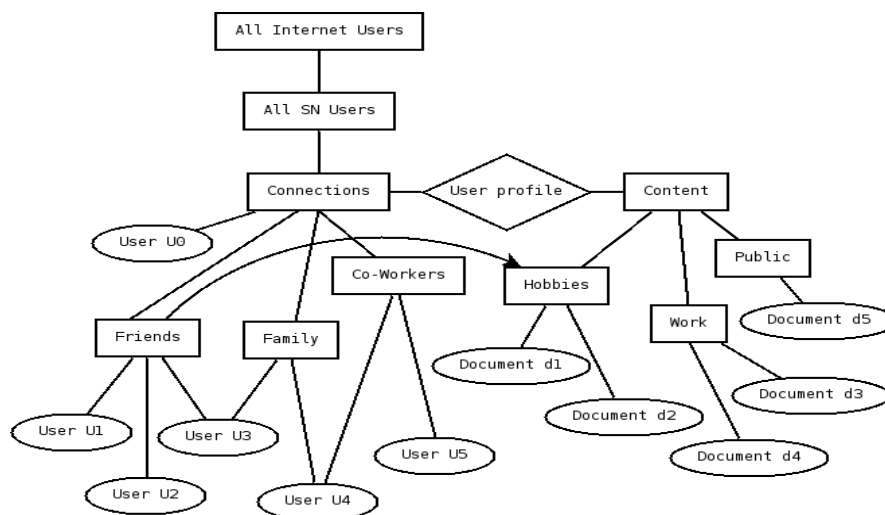 All Internet Users
All SN Users
Connections
User profile
Content
User U0
Co-Workers
Hobbies
Public
Friends
Family
Work
Document d5
Document d1
Document d3
Document d2
User U1
User U3
User U5
Document d4
User U2
User U4